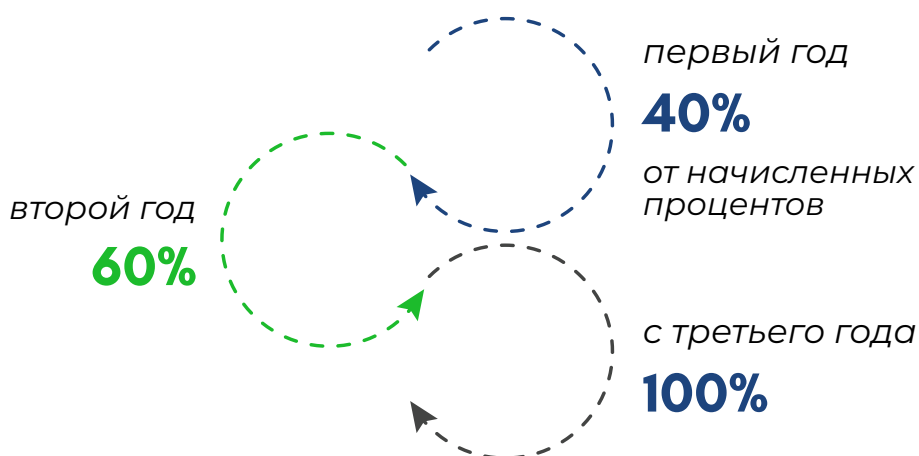 первый год
40%
от начисленных
процентов
второй год
60%
с третьего года
100%